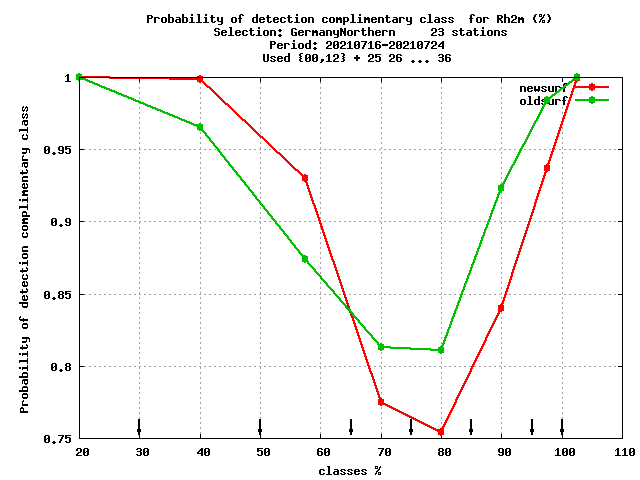 Probability of detection complimentary class  for Rh2m (%)
Selection: GermanyNorthern     23 stations
Period: 20210716-20210724
Used {00,12} + 25 26 ... 36
newsurf
oldsurf
Probability of detection complimentary class
1
0.95
0.9
0.85
0.8
0.75
20 30 40 50 60 70 80 90 100 110
classes %